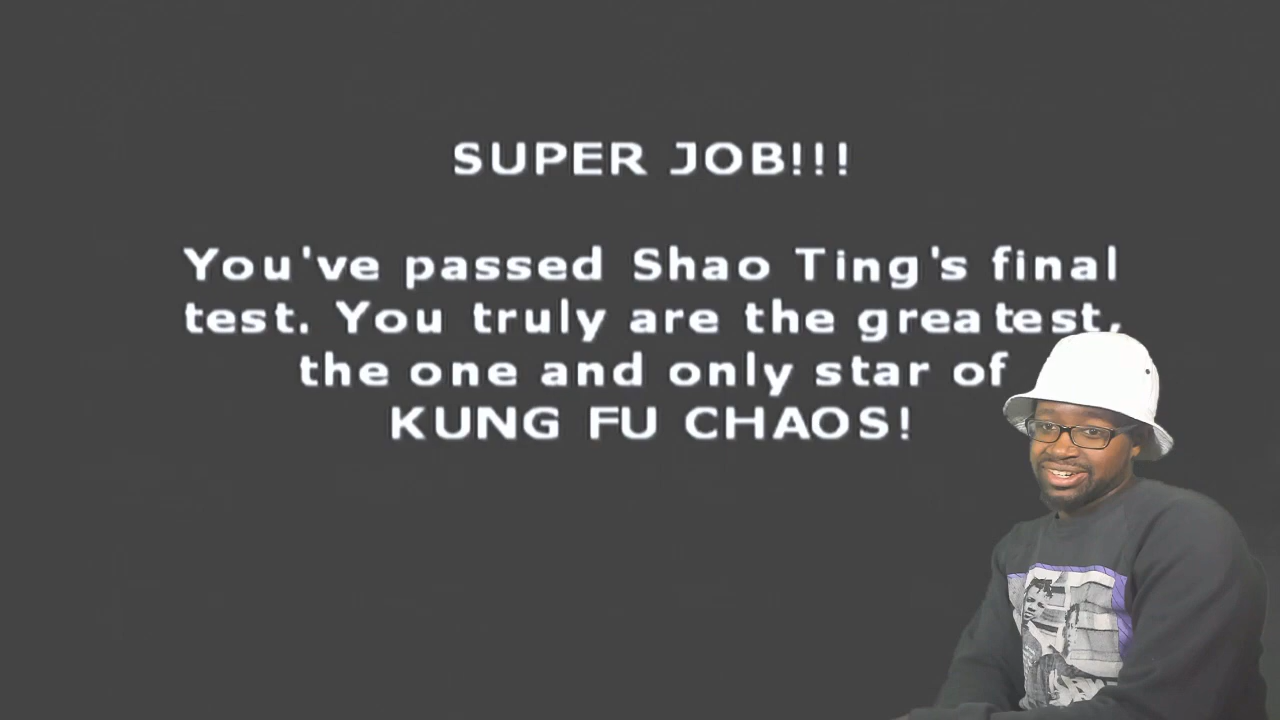 SUPER JOB!!!
You've passed Shao Ting's final
test. You truly are the greatest,
the one and only star of
KUNG FU CHAOS!